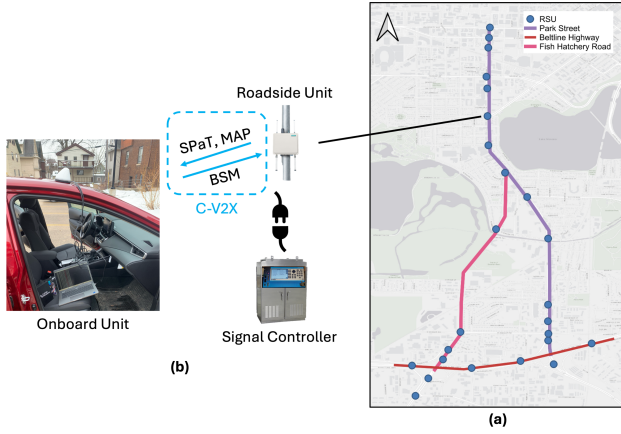 Roadside Unit
SPaT, MAP
BSM
C-V2X
Onboard Unit
Signal Controller
(b)
RSU
Park Street
Beltline Highway
Fish Hatchery Road
(a)